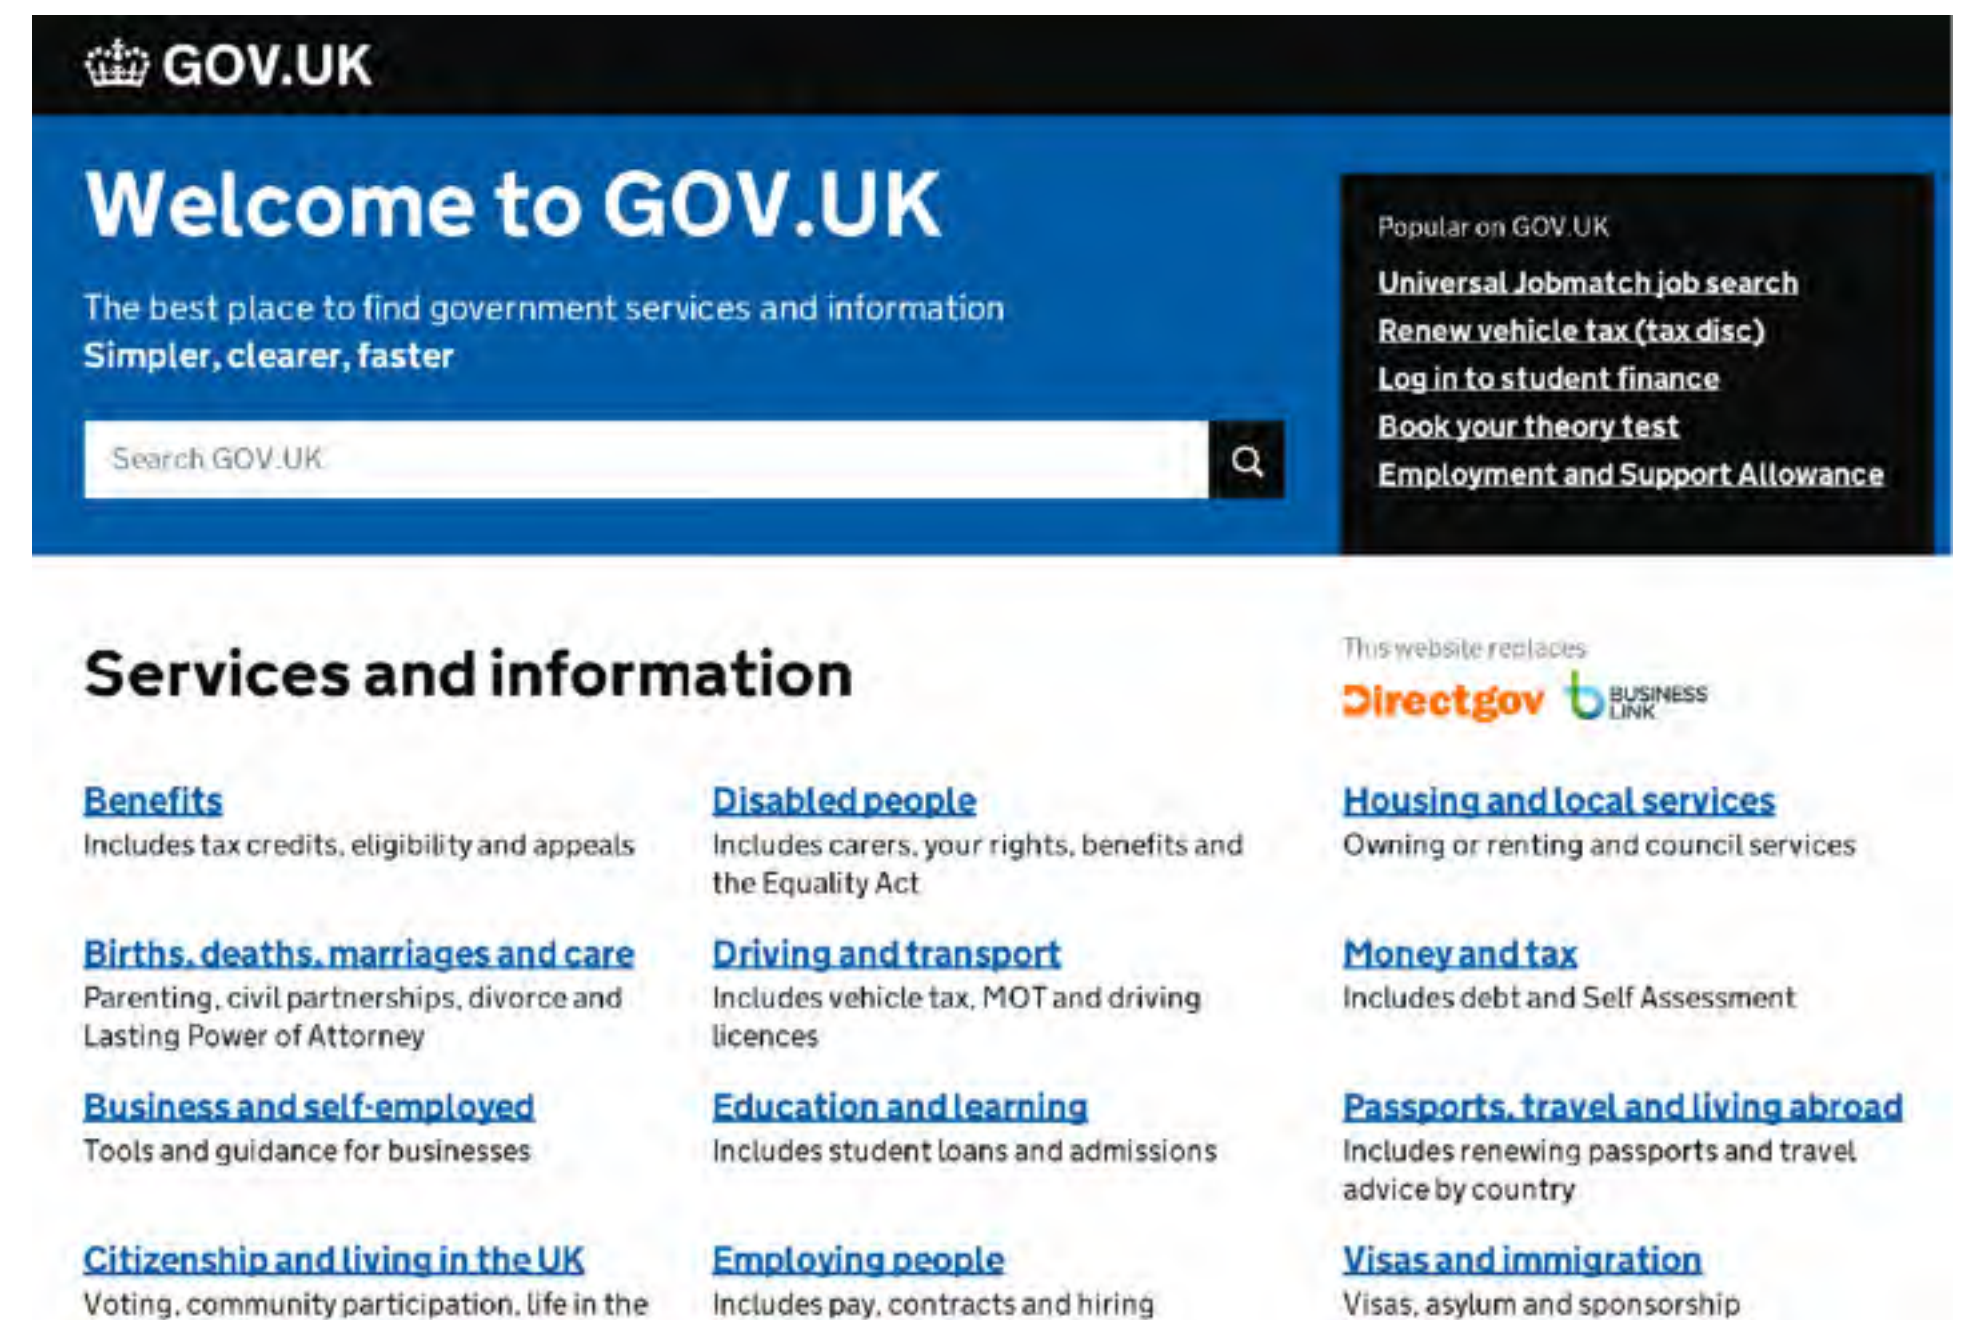 GOV.UK
Welcome to GOV.UK
The best place to find government services and information
Simpler, clearer, faster
Search GOV.UK
Popular on GOV.UK
Universal Jobmatch job search
Renew vehicle tax (tax disc)
Log in to student finance
Book your theory test
Employment and Support Allowance
Services and information
This website replaces
Directgov
BUSINESS
LINK
Benefits
Includes tax credits, eligibility and appeals
Disabled people
Includes carers, your rights, benefits and
the Equality Act
Housing and local services
Owning or renting and council services
Births, deaths, marriages and care
Parenting, civil partnerships, divorce and
Lasting Power of Attorney
Driving and transport
Includes vehicle tax, MOT and driving
licences
Money and tax
Includes debt and Self Assessment
Business and self-employed
Tools and guidance for businesses
Education and learning
Includes student loans and admissions
Passports, travel and living abroad
Includes renewing passports and travel
advice by country
Citizenship and living in the UK
Voting, community participation, life in the
Employing people
Includes pay, contracts and hiring
Visas and immigration
Visas, asylum and sponsorship